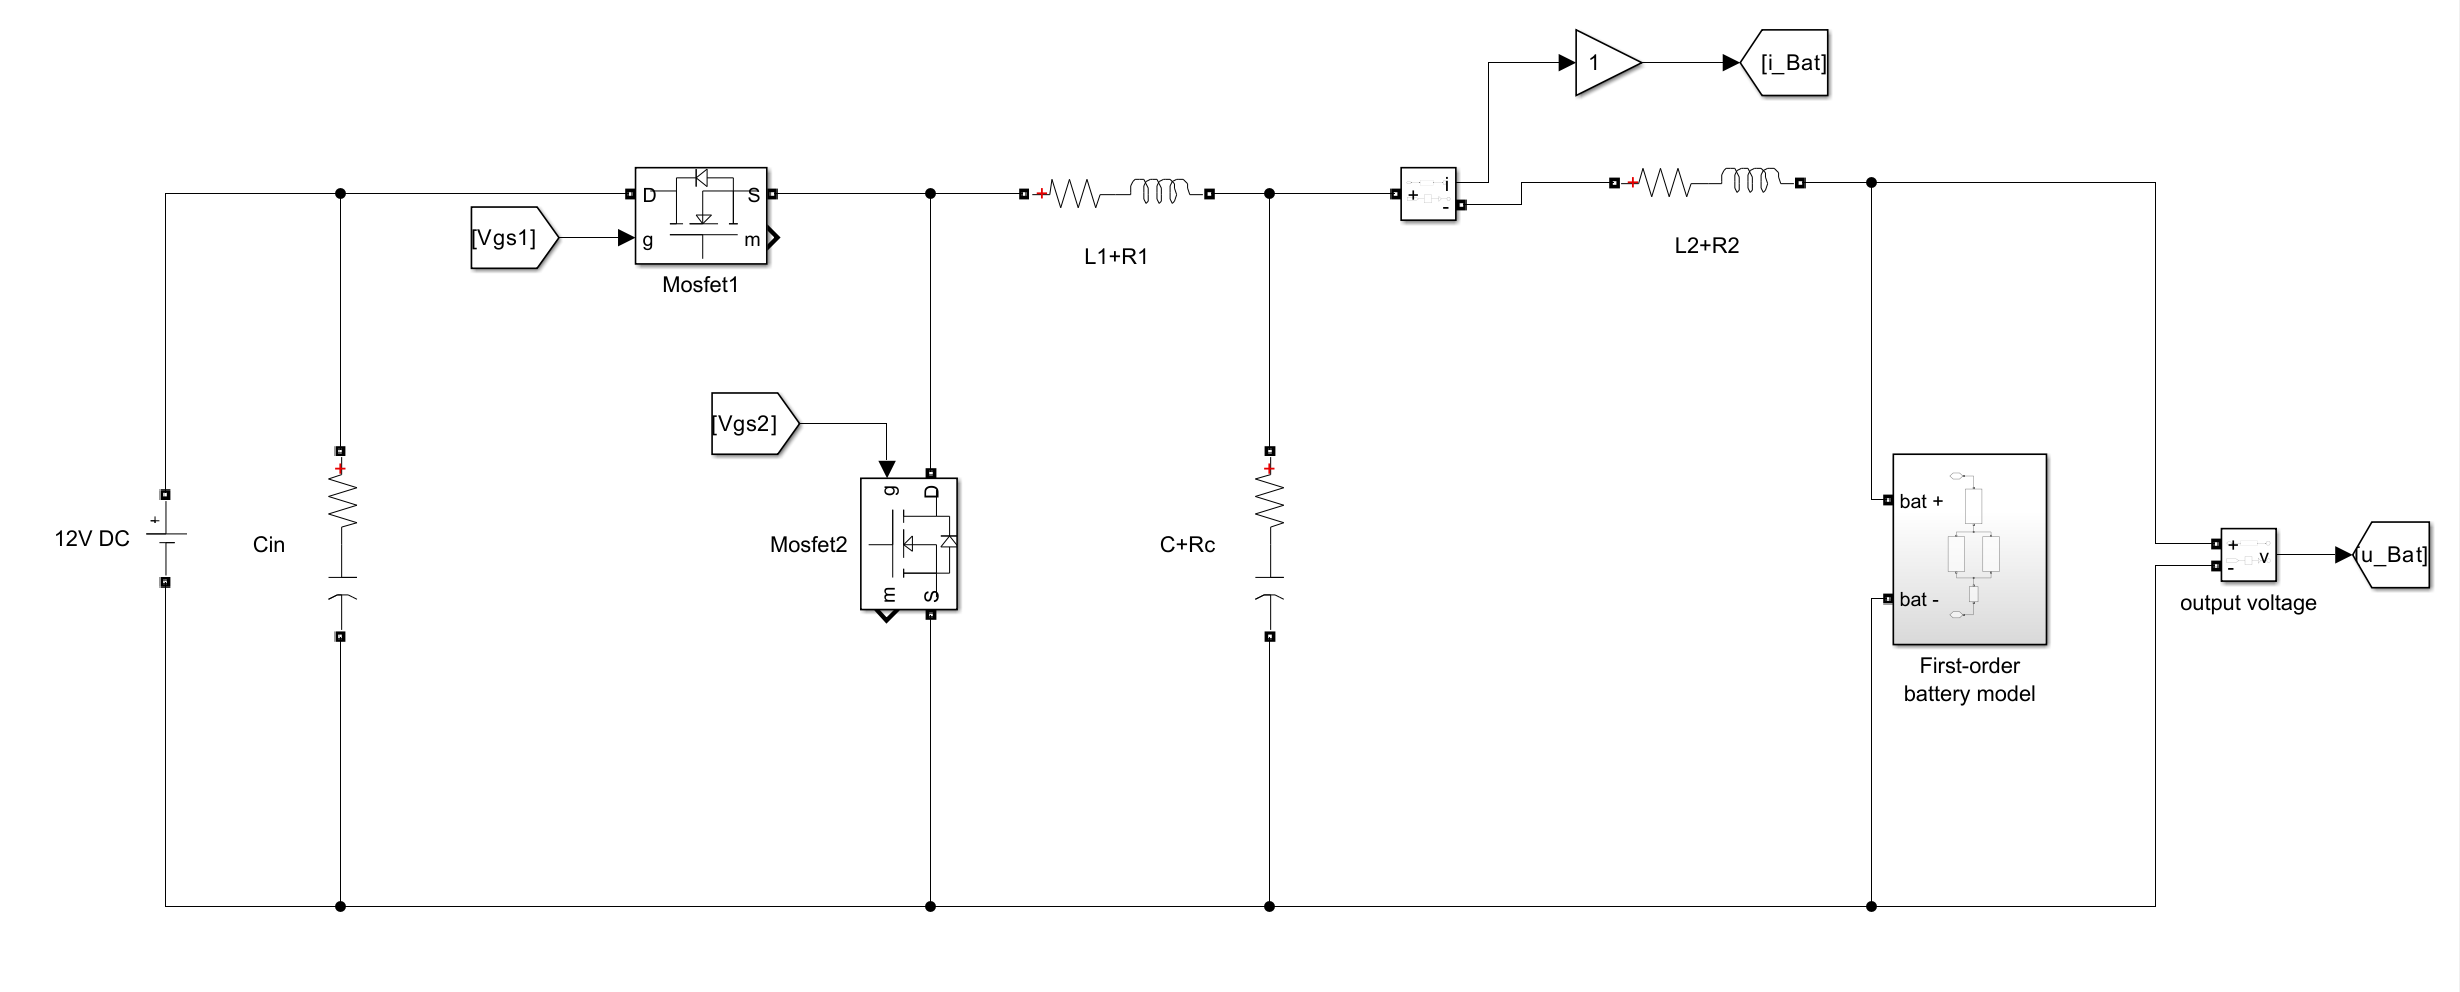 1
[i_Bat]
D
S
g
m
[Vgs1]
Mosfet1
L1+R1
i
+
-
L2+R2
[Vgs2]
g
D
m
S
Mosfet2
12V DC
+
Cin
C+Rc
bat +
bat -
First-order
battery model
+
-
v
[u_Bat]
output voltage